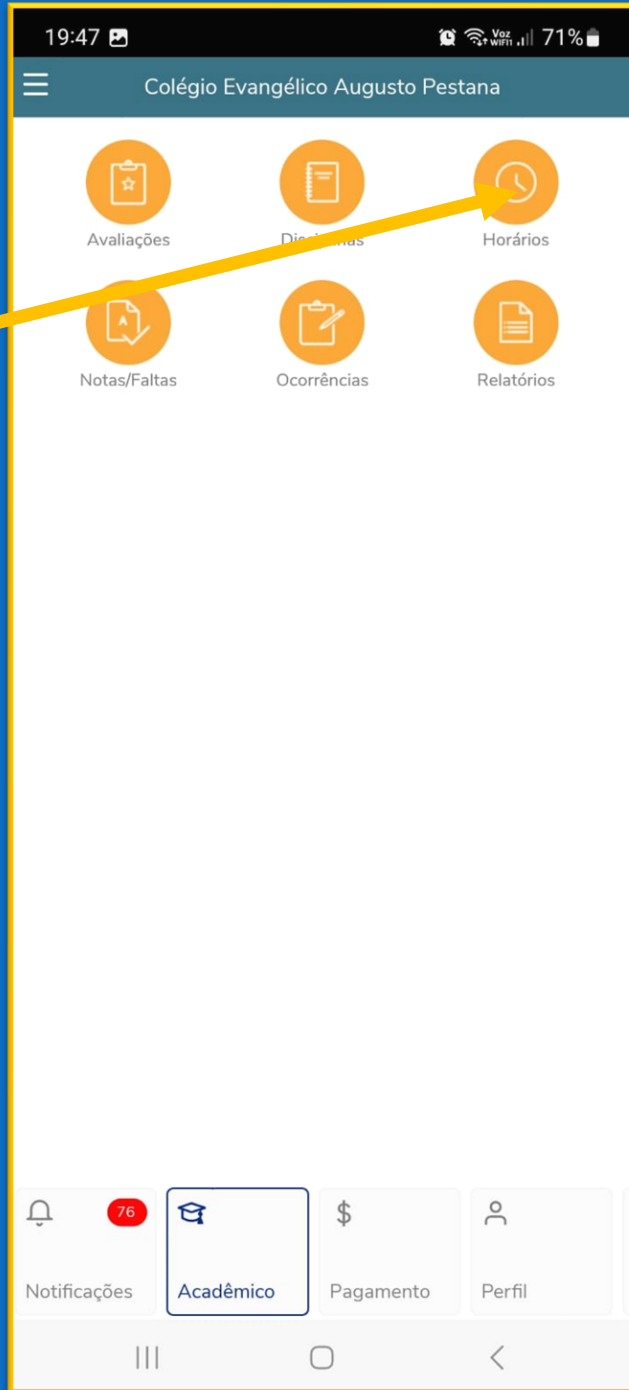 19:47 Voz WiFi1 71%
Colégio Evangélico Augusto Pestana
Avaliações Disciplinas Horários
A
Notas/Faltas Ocorrências Relatórios
76 $
Notificações Acadêmico Pagamento Perfil